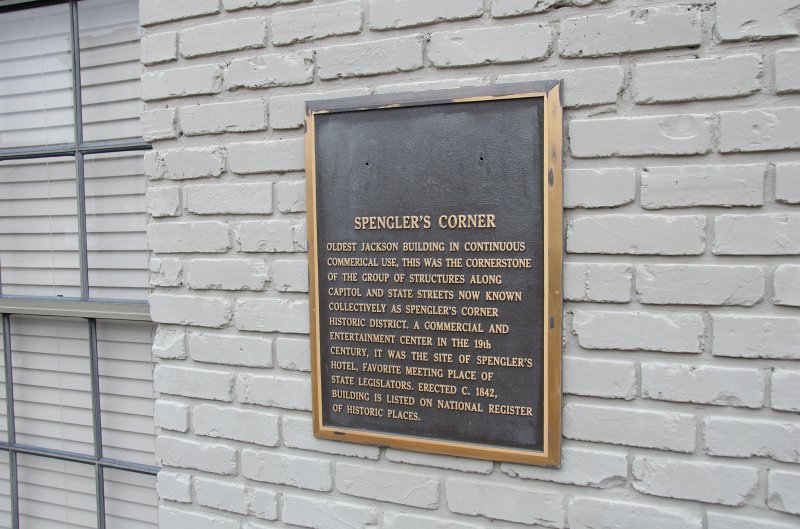 SPENGLER'S CORNER
OLDEST JACKSON BUILDING IN CONTINUOUS
COMMERICAL USE, THIS WAS THE CORNERSTONE
OF THE GROUP OF STRUCTURES ALONG
CAPITOL AND STATE STREETS NOW KNOWN
COLLECTIVELY AS SPENGLER'S CORNER
HISTORIC DISTRICT. A GOMMERCIAL AND
ENTERTAINMENT CENTER IN THE 19th
CENTURY, IT WAS THE SITE OF SPENGLER'S
HOTEL, FAVORITE MEETING PLACE OF
STATE LEGISLATORS. ERECTED C. 1842,
BUILDING IS LISTED ON NATIONAL REGISTER
OF HISTORIC PLACES.